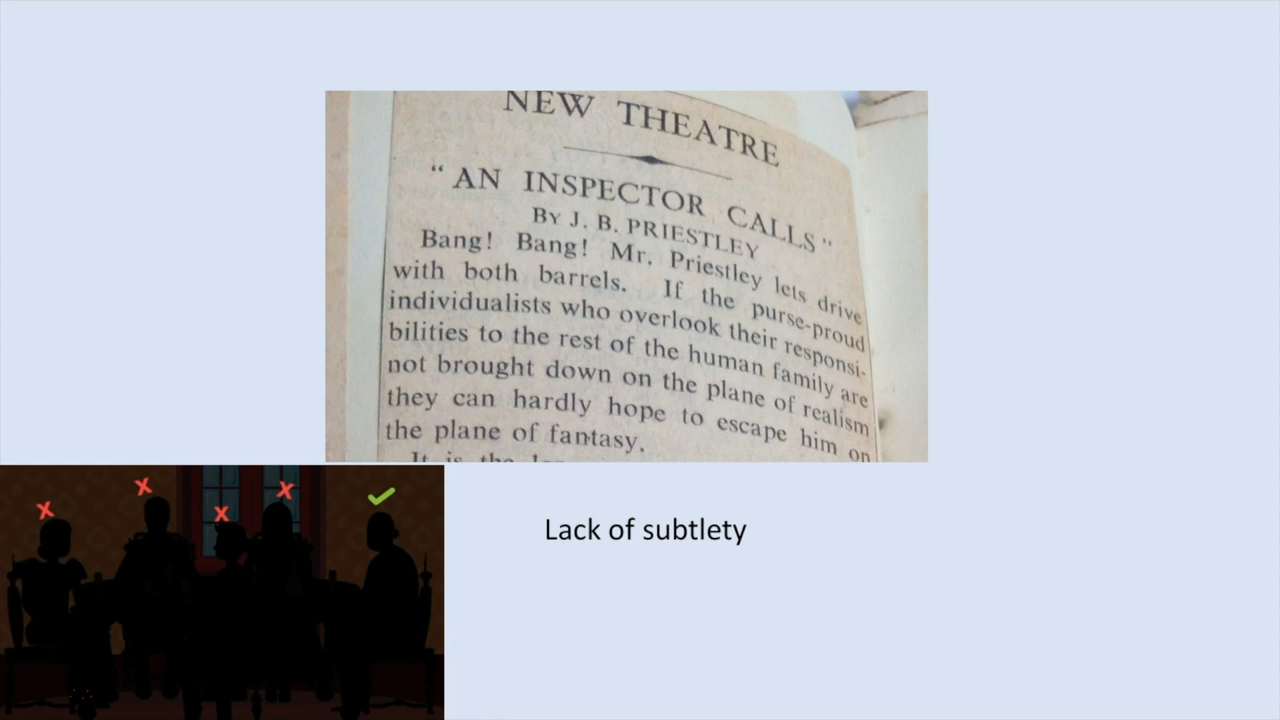 NEW THEATRE
"AN INSPECTOR CALLS"
BY J. B. PRIESTLEY
Bang! Bang! Mr. Priestley lets drive
with both barrels. If the purse-proud
individualists who overlook their responsi-
bilities to the rest of the human family are
not brought down on the plane of realism
they can hardly hope to escape him on
the plane of fantasy.
It is the
Lack of subtlety